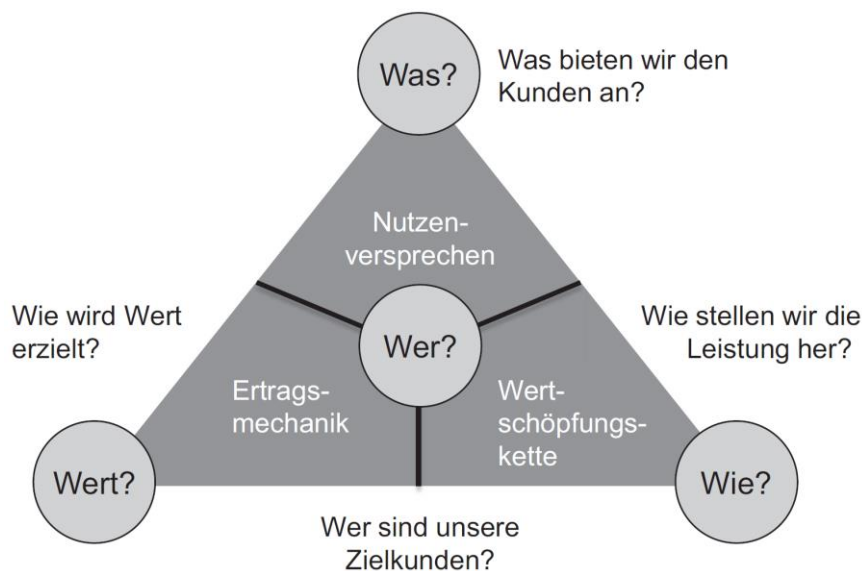 Was?
Was bieten wir den
Kunden an?
Nutzen-
versprechen
Wie wird Wert
erzielt?
Wer?
Wie stellen wir die
Leistung her?
Ertrags-
mechanik
Wert-
schöpfungs-
kette
Wert?
Wie?
Wer sind unsere
Zielkunden?